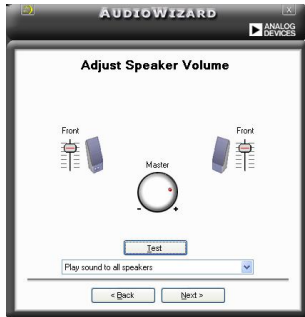 AUDIOWIZARD
X
ANALOG
DEVICES
Adjust Speaker Volume
Front
Front
Master
- +
Test
Play sound to all speakers
< Back
Next >